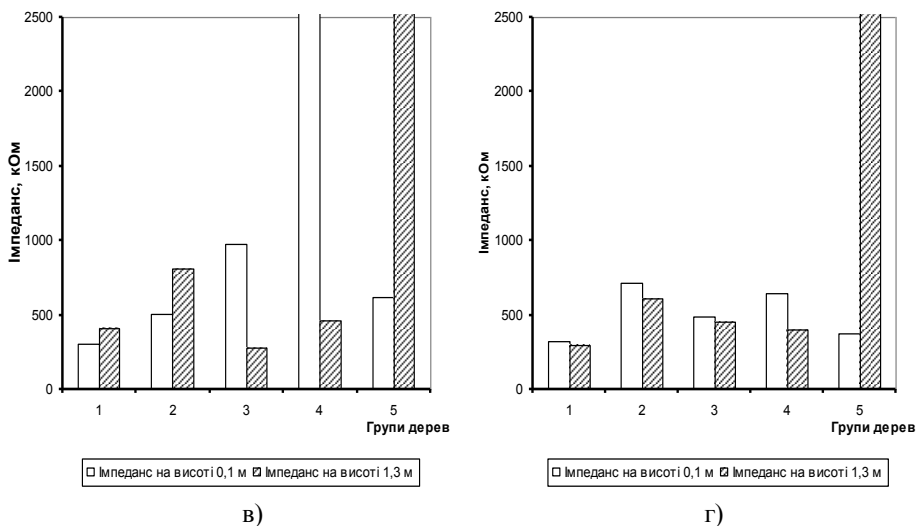 2500
2000
1500
1000
500
0
Імпеданс, кОм
1 2 3 4 5
Групи дерев
Імпеданс на висоті 0,1 м Імпеданс на висоті 1,3 м
в)
2500
2000
1500
1000
500
0
Імпеданс, кОм
1 2 3 4 5
Групи дерев
Імпеданс на висоті 0,1 м Імпеданс на висоті 1,3 м
г)